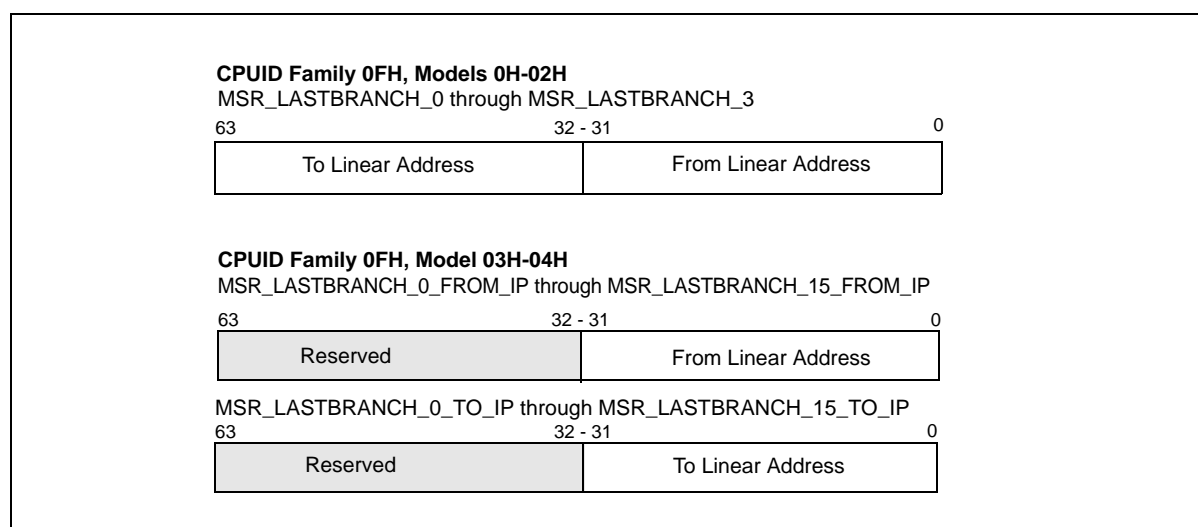 CPUID Family 0FH, Models 0H-02H
MSR_LASTBRANCH_0 through MSR_LASTBRANCH_3
63 32 - 31 0
To Linear Address From Linear Address
CPUID Family 0FH, Model 03H-04H
MSR_LASTBRANCH_0_FROM_IP through MSR_LASTBRANCH_15_FROM_IP
63 32 - 31 0
Reserved From Linear Address
MSR_LASTBRANCH_0_TO_IP through MSR_LASTBRANCH_15_TO_IP
63 32 - 31 0
Reserved To Linear Address